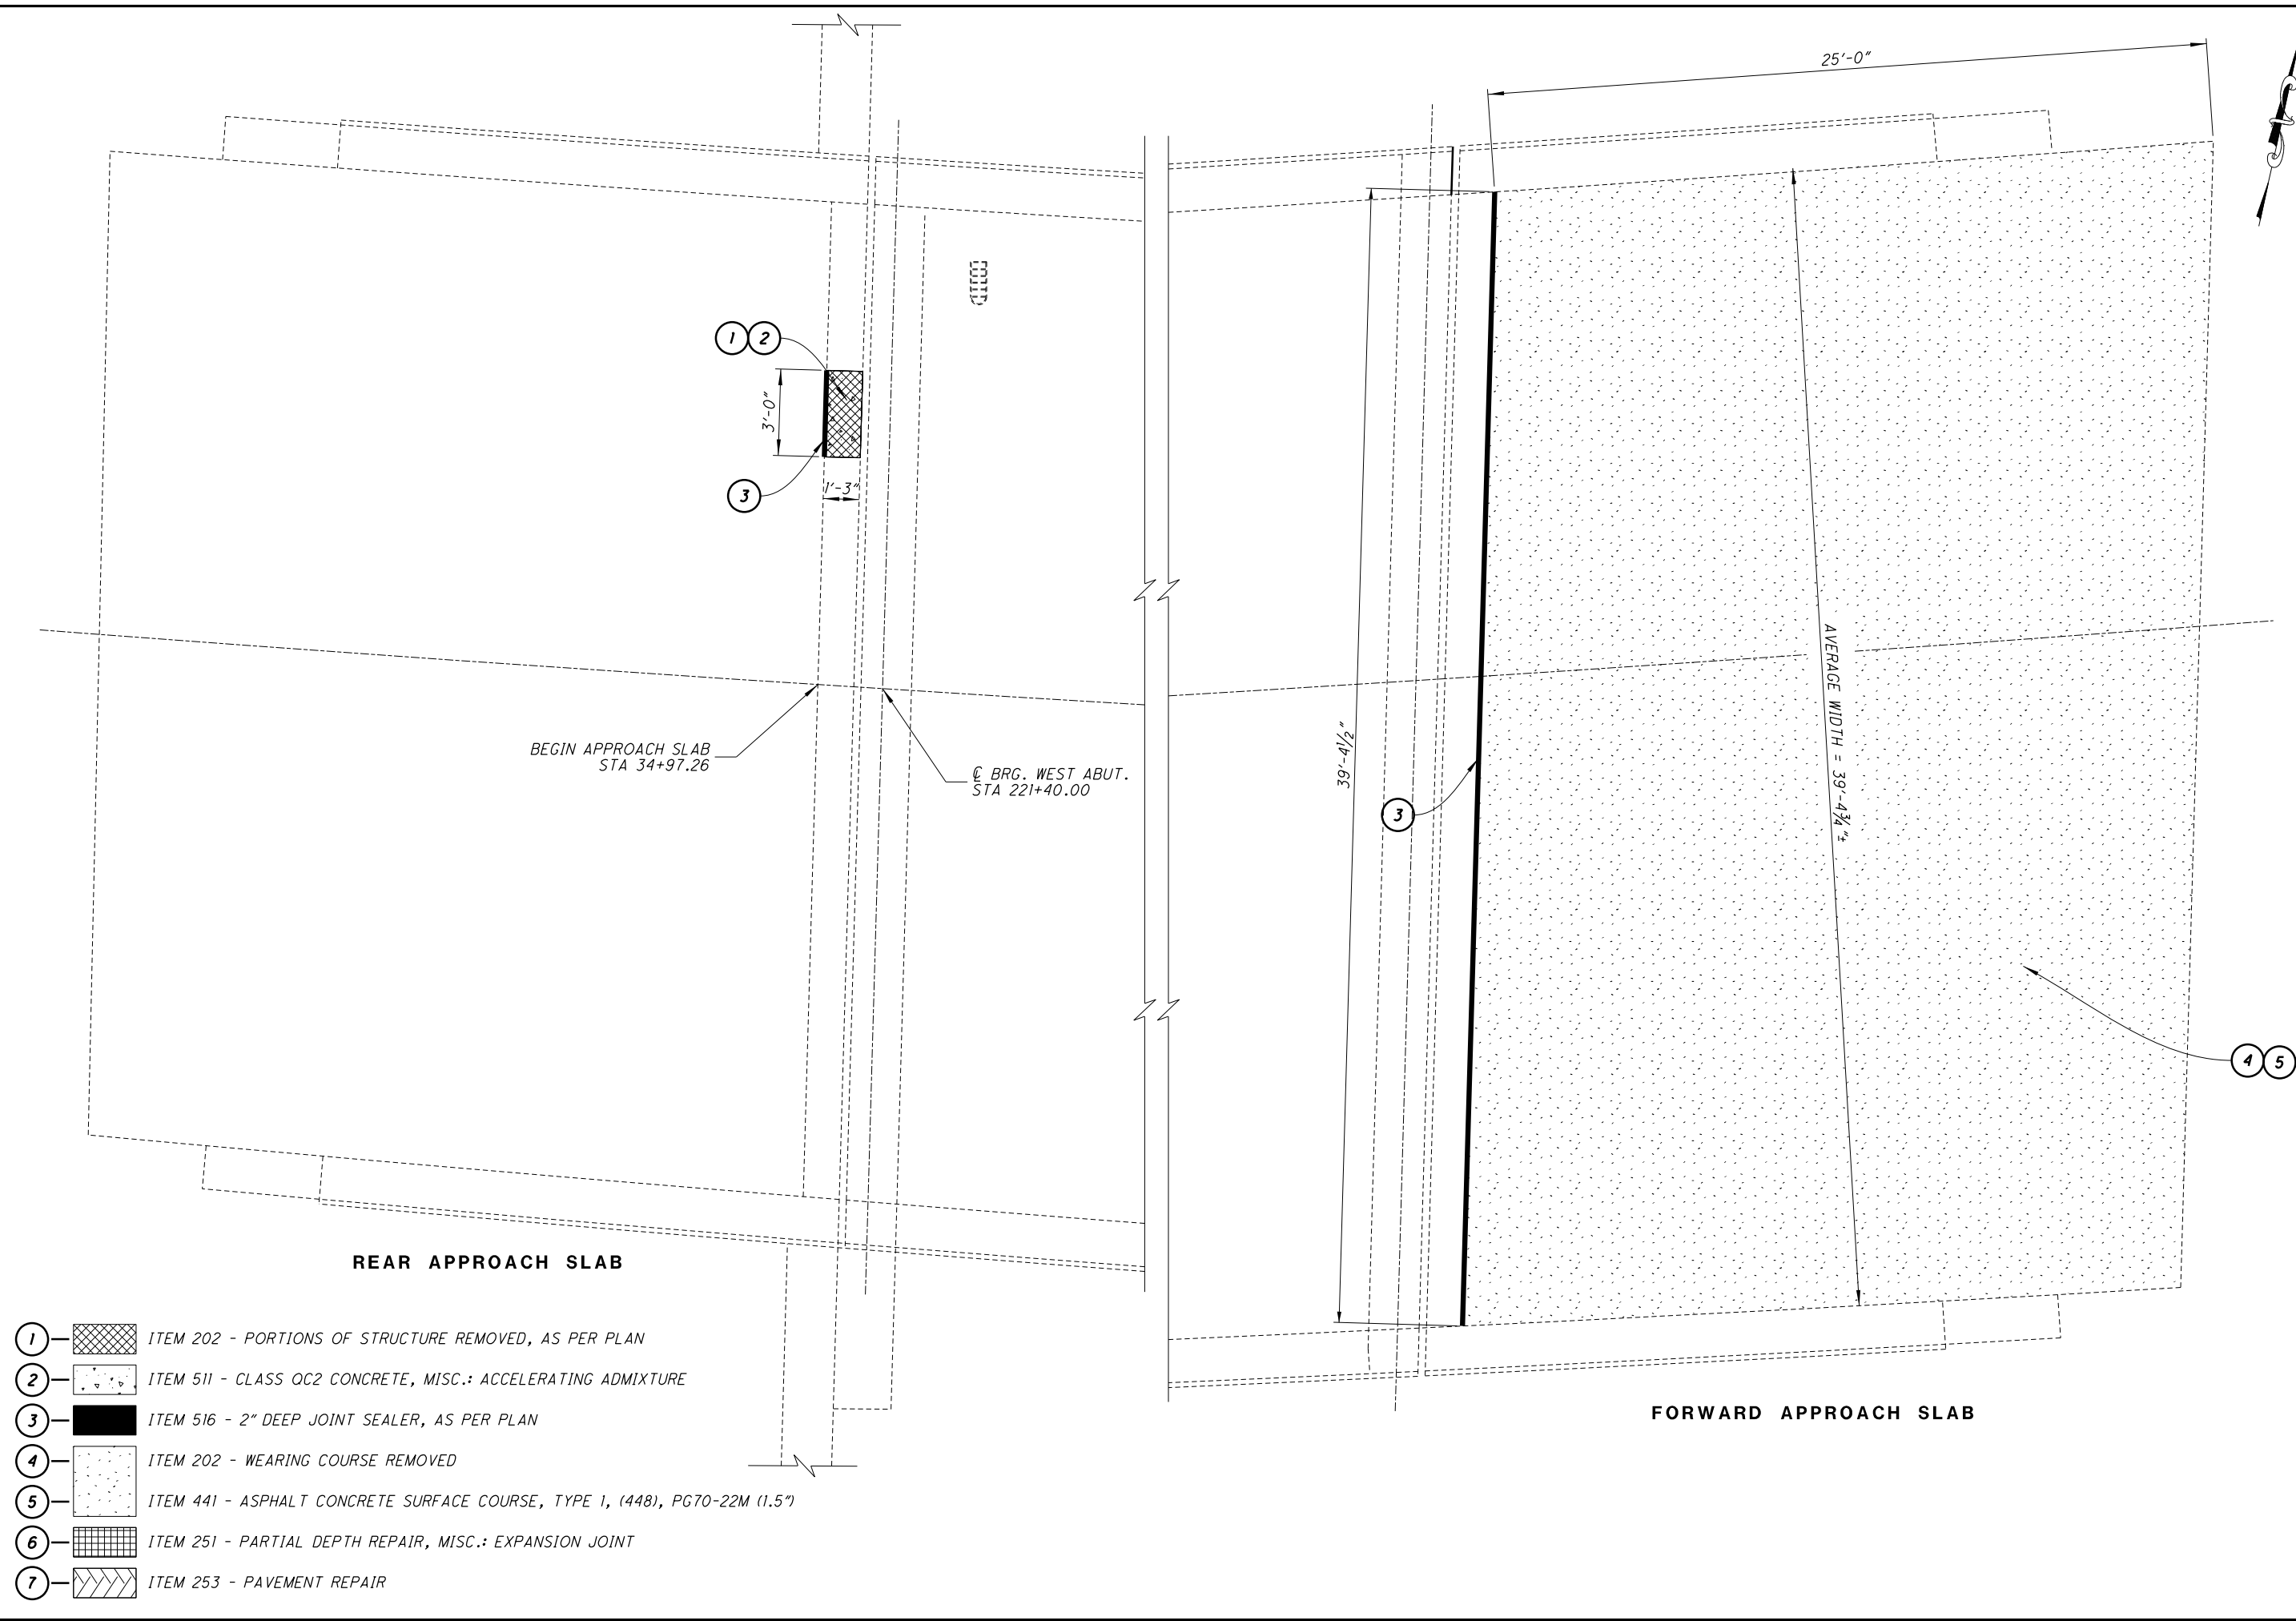 25'-0"
1 2
3'-0"
3
1'-3"
BEGIN APPROACH SLAB
STA 34+97.26
℄ BRG. WEST ABUT.
STA 221+40.00
39'-4½"
3
AVERAGE WIDTH = 39'-4¾"±
4 5
REAR APPROACH SLAB
FORWARD APPROACH SLAB
1 ITEM 202 - PORTIONS OF STRUCTURE REMOVED, AS PER PLAN
2 ITEM 511 - CLASS QC2 CONCRETE, MISC.: ACCELERATING ADMIXTURE
3 ITEM 516 - 2" DEEP JOINT SEALER, AS PER PLAN
4 ITEM 202 - WEARING COURSE REMOVED
5 ITEM 441 - ASPHALT CONCRETE SURFACE COURSE, TYPE 1, (448), PG70-22M (1.5")
6 ITEM 251 - PARTIAL DEPTH REPAIR, MISC.: EXPANSION JOINT
7 ITEM 253 - PAVEMENT REPAIR